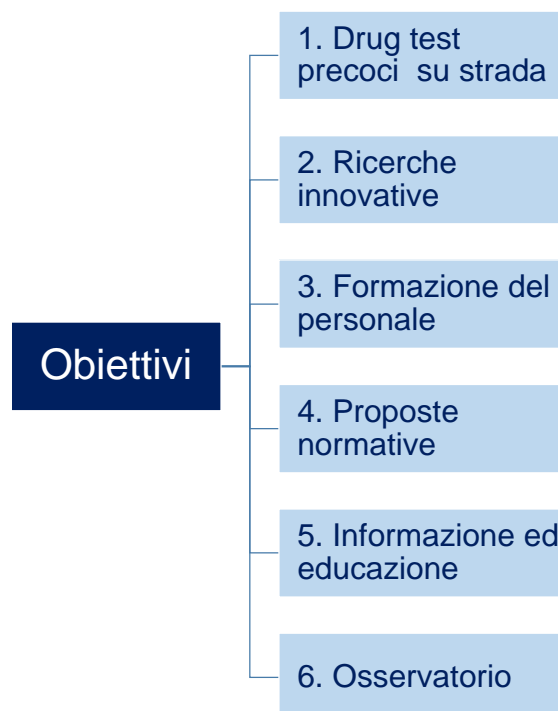 Obiettivi
1. Drug test
precoci su strada
2. Ricerche
innovative
3. Formazione del
personale
4. Proposte
normative
5. Informazione ed
educazione
6. Osservatorio